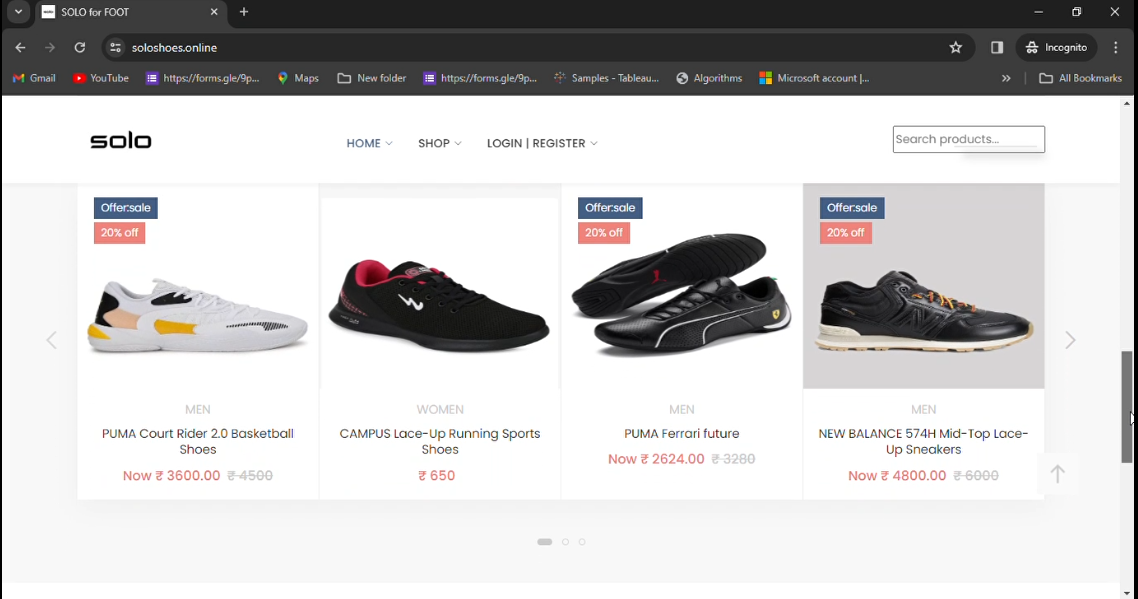 SOLO for FOOT
soloshoes.online
Incognito
Gmail
YouTube
https://forms.gle/9p...
Maps
New folder
https://forms.gle/9p...
Samples - Tableau...
Algorithms
Microsoft account |...
»
All Bookmarks
solo
HOME
SHOP
LOGIN | REGISTER
Search products...
Offer:sale
20% off
MEN
PUMA Court Rider 2.0 Basketball
Shoes
Now ₹ 3600.00 ₹ 4500
WOMEN
CAMPUS Lace-Up Running Sports
Shoes
₹ 650
Offer:sale
20% off
MEN
PUMA Ferrari future
Now ₹ 2624.00 ₹ 3280
Offer:sale
20% off
MEN
NEW BALANCE 574H Mid-Top Lace-
Up Sneakers
Now ₹ 4800.00 ₹ 6000